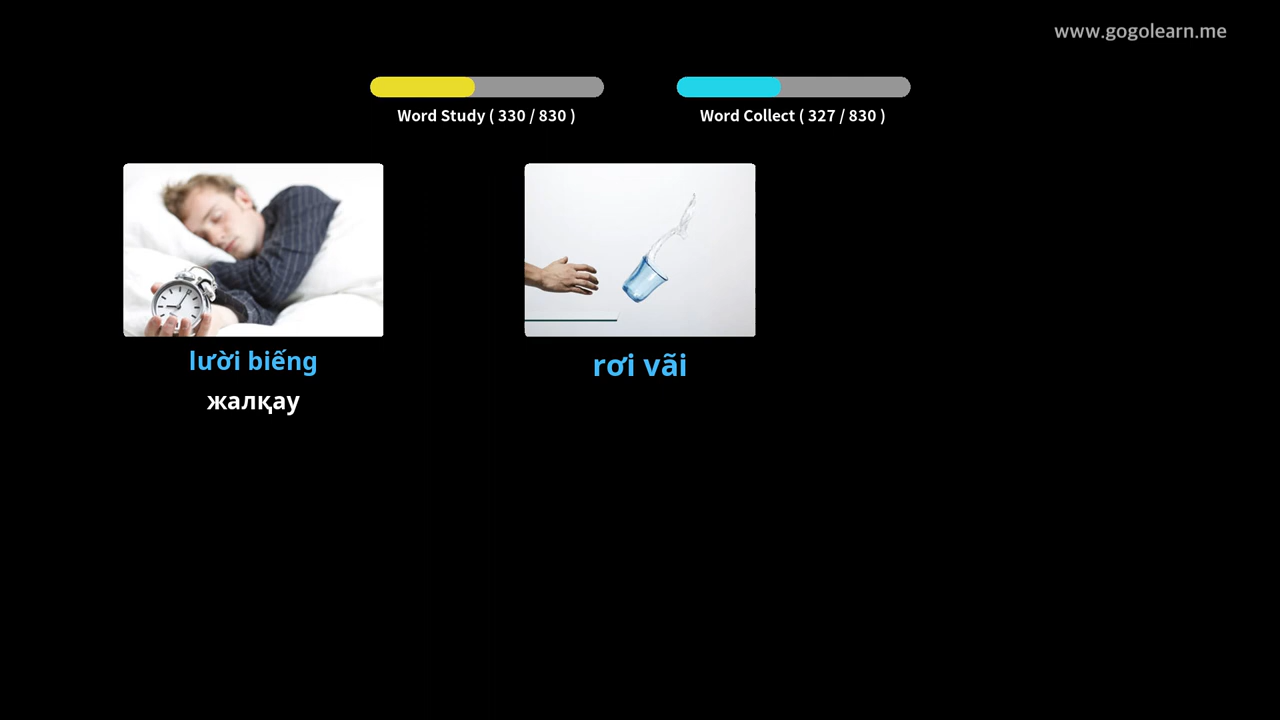 www.gogolearn.me
Word Study ( 330 / 830 )
Word Collect ( 327 / 830 )
lười biếng
жалқау
rơi vãi